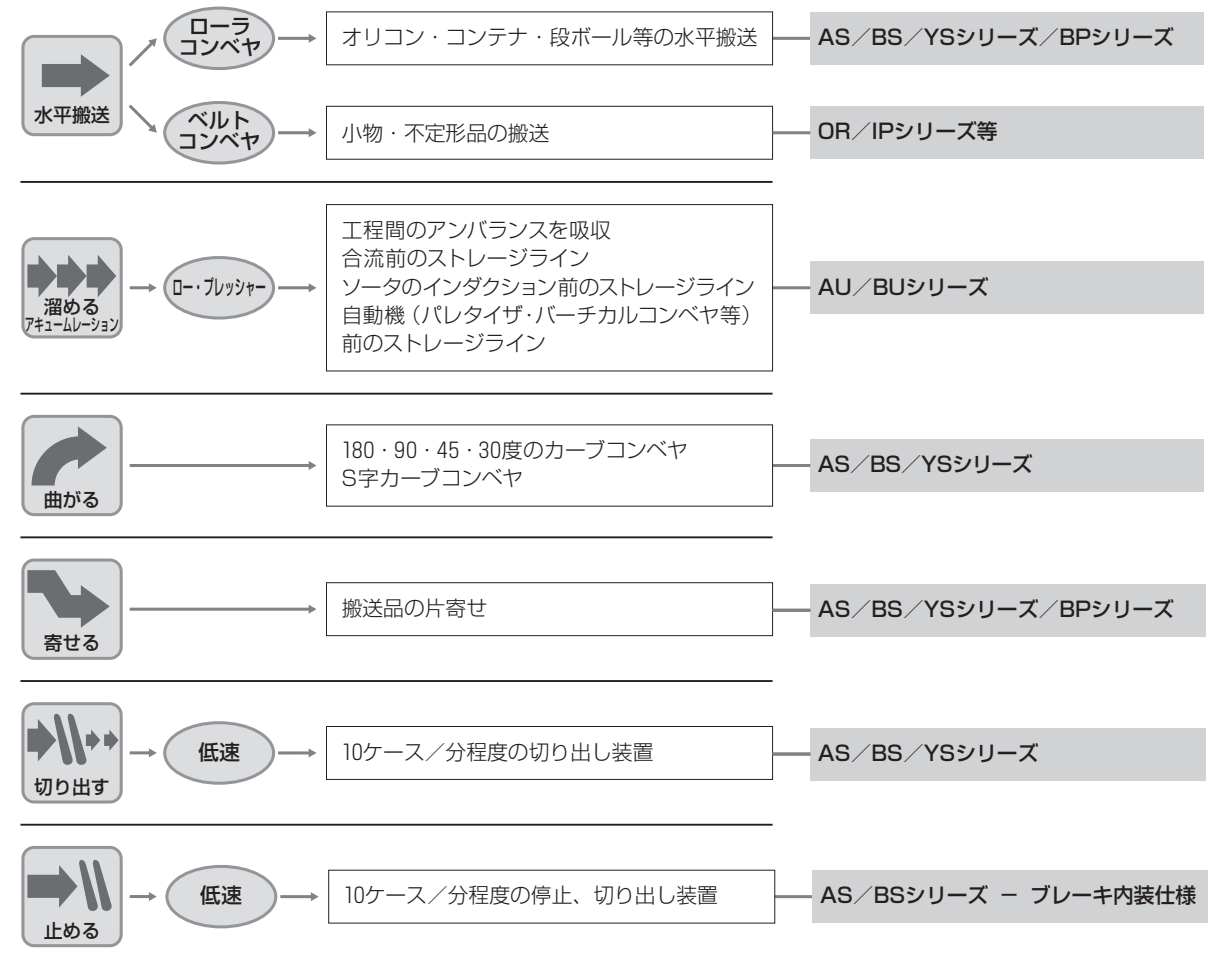 水平搬送
ローラ
コンベヤ
オリコン・コンテナ・段ボール等の水平搬送
AS／BS／YSシリーズ／BPシリーズ
ベルト
コンベヤ
小物・不定形品の搬送
OR／IPシリーズ等
溜める
アキュームレーション
ロー・プレッシャー
工程間のアンバランスを吸収
合流前のストレージライン
ソータのインダクション前のストレージライン
自動機（パレタイザ・バーチカルコンベヤ等）
前のストレージライン
AU／BUシリーズ
曲がる
180・90・45・30度のカーブコンベヤ
S字カーブコンベヤ
AS／BS／YSシリーズ
寄せる
搬送品の片寄せ
AS／BS／YSシリーズ／BPシリーズ
切り出す
低速
10ケース／分程度の切り出し装置
AS／BS／YSシリーズ
止める
低速
10ケース／分程度の停止、切り出し装置
AS／BSシリーズ － ブレーキ内装仕様